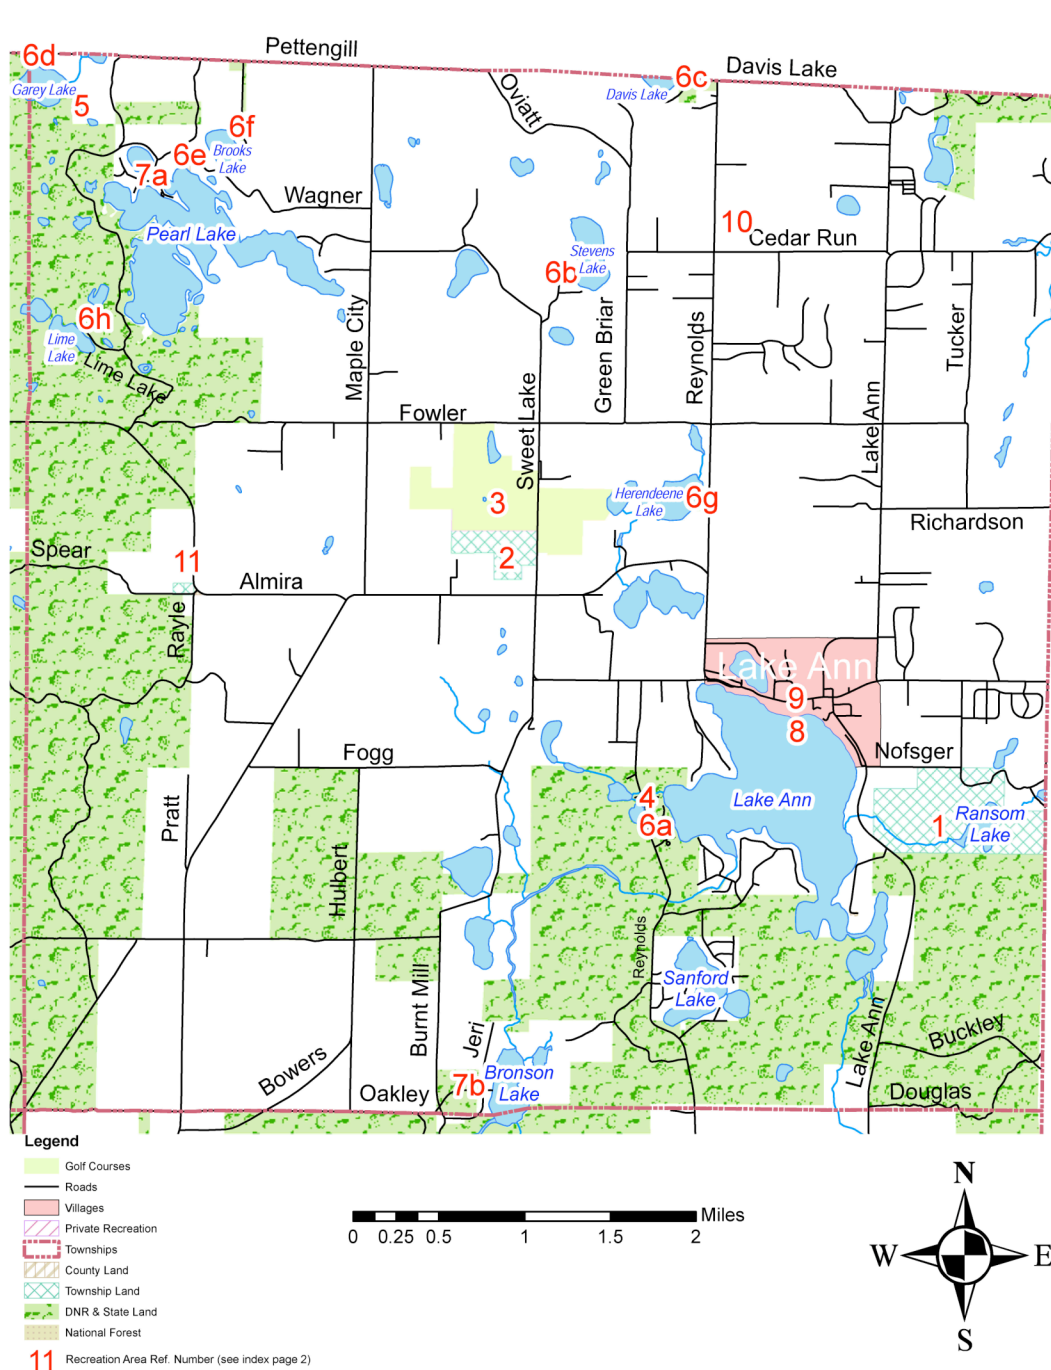 Pettengill
Davis Lake
6d
Garey Lake
5
6c
Davis Lake
Oviatt
6f
6e
Brooks
Lake
7a
Wagner
10
Cedar Run
Pearl Lake
Stevens
Lake
6b
6h
Lime
Lake
Lime Lake
Maple City
Green Briar
Reynolds
Tucker
Fowler
Sweet Lake
Lake Ann
3
Herendeene
Lake
6g
Richardson
Spear
11
2
Almira
Rayle
Lake Ann
9
8
Fogg
Nofsger
4
6a
Lake Ann
1
Ransom
Lake
Pratt
Hulbert
Reynolds
Sanford
Lake
Burnt Mill
Jeri
Lake Ann
Buckley
Bowers
Bronson
Lake
7b
Oakley
Douglas
Legend
Golf Courses
Roads
Villages
Private Recreation
Townships
County Land
Township Land
DNR & State Land
National Forest
11 Recreation Area Ref. Number (see index page 2)
Miles
0 0.25 0.5 1 1.5 2
N
W E
S